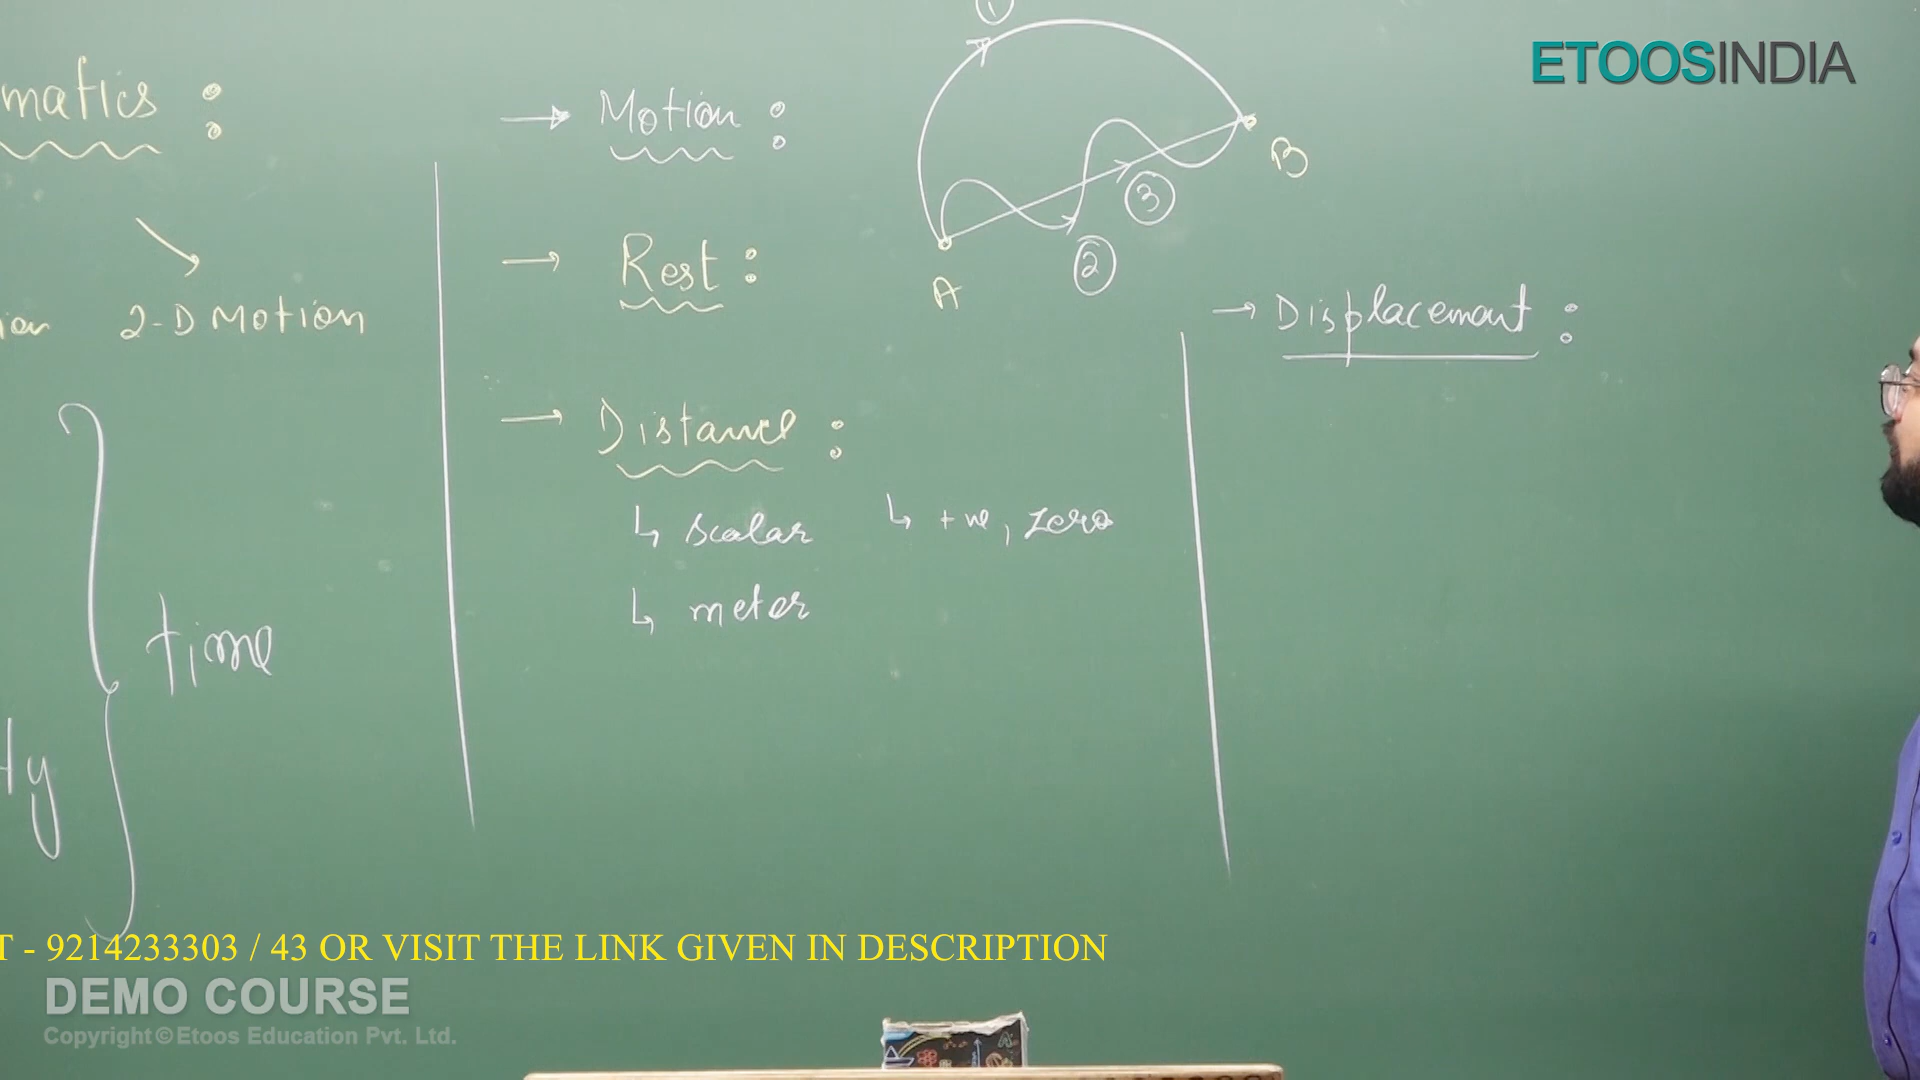 ETOOSINDIA
matics :
2-D Motion
time
ty
→ Motion :
→ Rest :
→ Distance :
↳ scalar ↳ +ve, zero
↳ meter
①
②
③
A
B
→ Displacement :
T - 9214233303 / 43 OR VISIT THE LINK GIVEN IN DESCRIPTION
DEMO COURSE
Copyright © Etoos Education Pvt. Ltd.